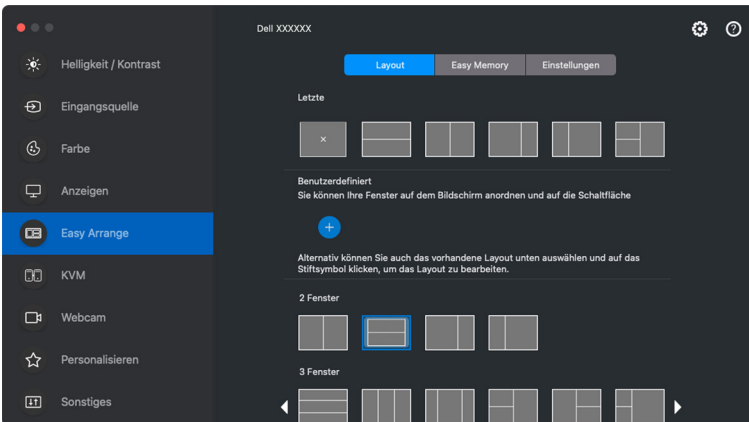 Dell XXXXXX
Helligkeit / Kontrast
Eingangsquelle
Farbe
Anzeigen
Easy Arrange
KVM
Webcam
Personalisieren
Sonstiges
Layout
Easy Memory
Einstellungen
Letzte
Benutzerdefiniert
Sie können Ihre Fenster auf dem Bildschirm anordnen und auf die Schaltfläche
Alternativ können Sie auch das vorhandene Layout unten auswählen und auf das
Stiftsymbol klicken, um das Layout zu bearbeiten.
2 Fenster
3 Fenster